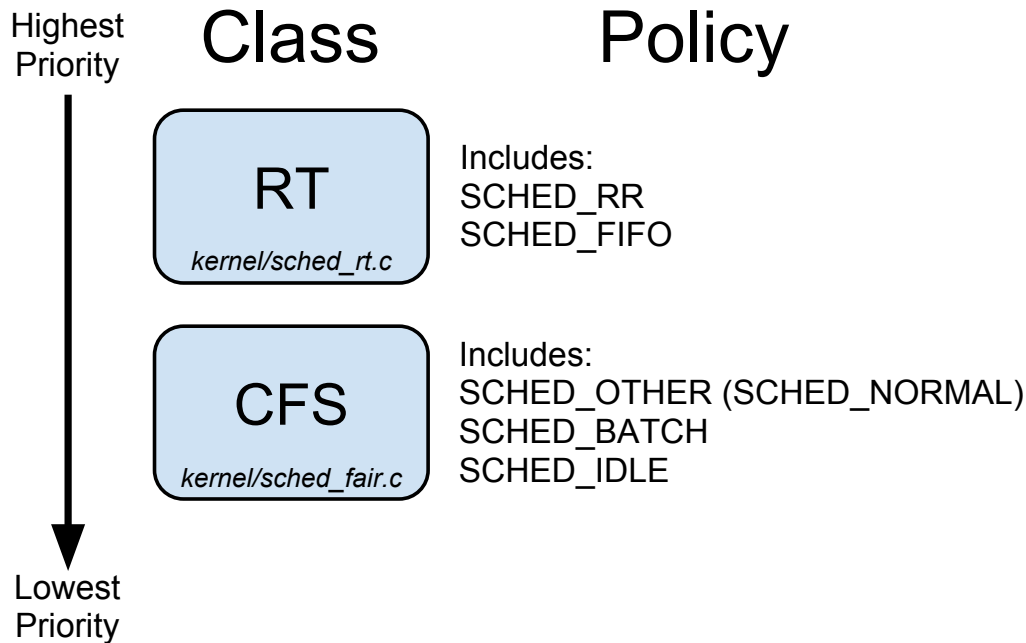 Highest
Priority
Class
Policy
RT
kernel/sched_rt.c
Includes:
SCHED_RR
SCHED_FIFO
CFS
kernel/sched_fair.c
Includes:
SCHED_OTHER (SCHED_NORMAL)
SCHED_BATCH
SCHED_IDLE
Lowest
Priority